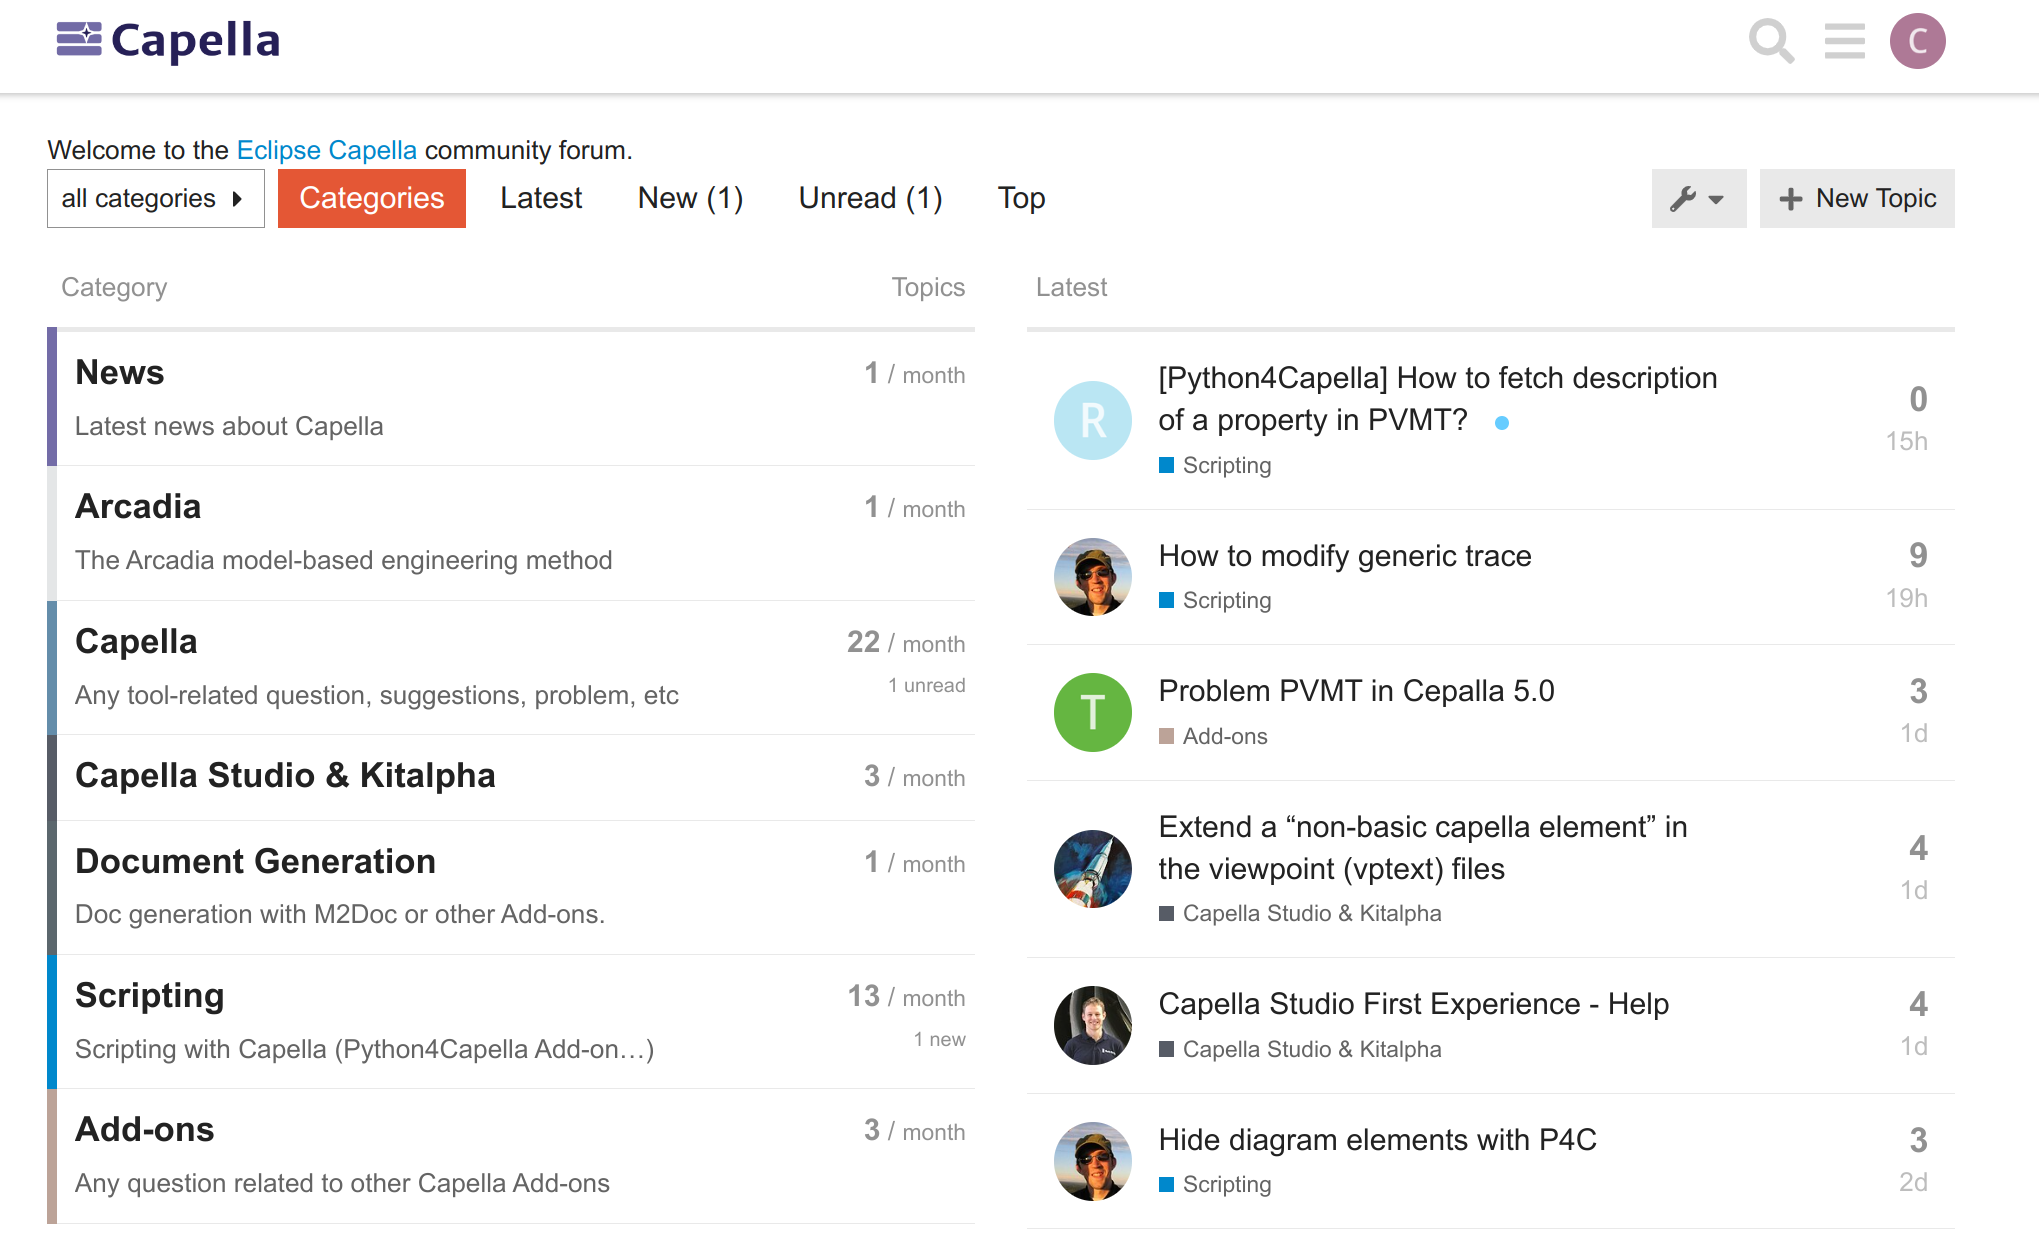 Capella
C
Welcome to the Eclipse Capella community forum.
all categories
Categories
Latest
New (1)
Unread (1)
Top
New Topic
Category
Topics
News
1 / month
Latest news about Capella
Arcadia
1 / month
The Arcadia model-based engineering method
Capella
22 / month
Any tool-related question, suggestions, problem, etc
1 unread
Capella Studio & Kitalpha
3 / month
Document Generation
1 / month
Doc generation with M2Doc or other Add-ons.
Scripting
13 / month
Scripting with Capella (Python4Capella Add-on…)
1 new
Add-ons
3 / month
Any question related to other Capella Add-ons
Latest
R
[Python4Capella] How to fetch description
of a property in PVMT?
Scripting
0
15h
How to modify generic trace
Scripting
9
19h
T
Problem PVMT in Cepalla 5.0
Add-ons
3
1d
Extend a “non-basic capella element” in
the viewpoint (vptext) files
Capella Studio & Kitalpha
4
1d
Capella Studio First Experience - Help
Capella Studio & Kitalpha
4
1d
Hide diagram elements with P4C
Scripting
3
2d